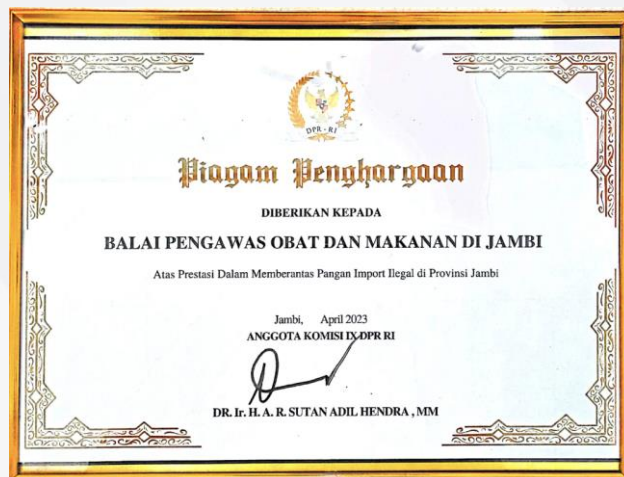 DPR - RI
Piagam Penghargaan
DIBERIKAN KEPADA
BALAI PENGAWAS OBAT DAN MAKANAN DI JAMBI
Atas Prestasi Dalam Memberantas Pangan Import Ilegal di Provinsi Jambi
Jambi, April 2023
ANGGOTA KOMISI IX DPR RI
DR. Ir. H. A. R. SUTAN ADIL HENDRA , MM